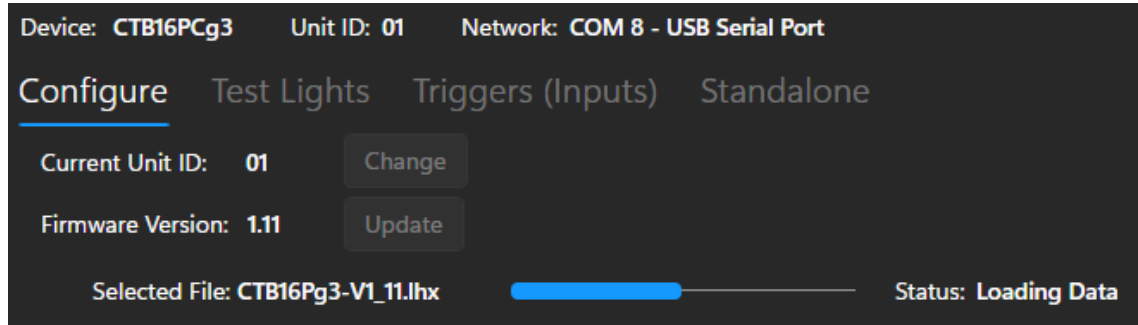 Device: CTB16PCg3 Unit ID: 01 Network: COM 8 - USB Serial Port
Configure Test Lights Triggers (Inputs) Standalone
Current Unit ID: 01 Change
Firmware Version: 1.11 Update
Selected File: CTB16Pg3-V1_11.lhx Status: Loading Data